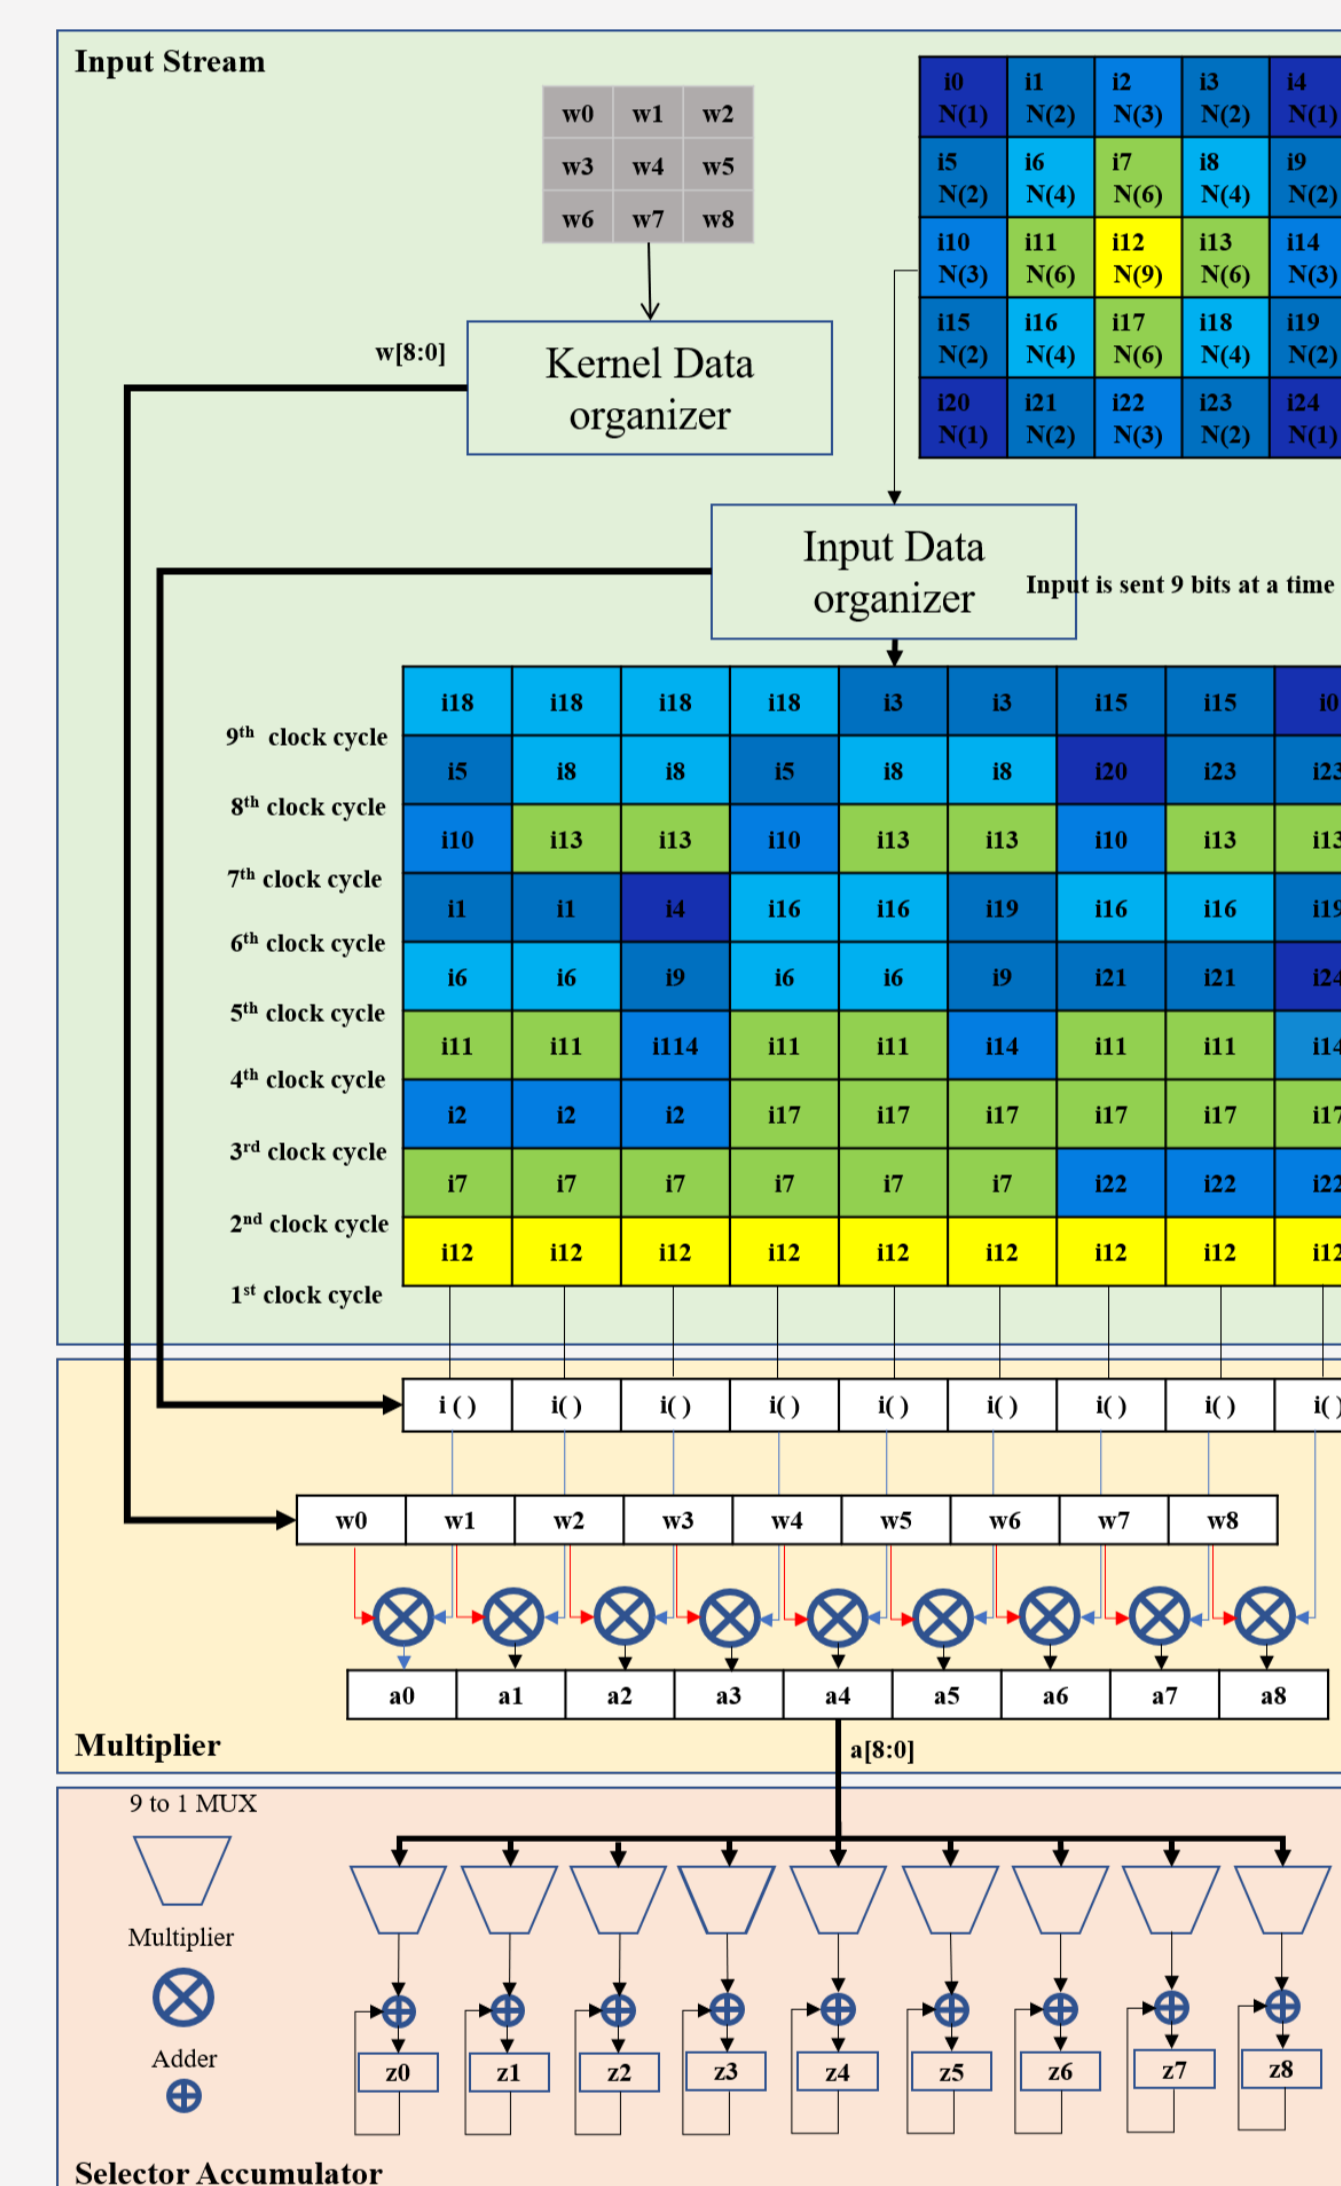 Input Stream
w0 w1 w2
w3 w4 w5
w6 w7 w8
i0 i1 i2 i3 i4
N(1) N(2) N(3) N(2) N(1)
i5 i6 i7 i8 i9
N(2) N(4) N(6) N(4) N(2)
i10 i11 i12 i13 i14
N(3) N(6) N(9) N(6) N(3)
i15 i16 i17 i18 i19
N(2) N(4) N(6) N(4) N(2)
i20 i21 i22 i23 i24
N(1) N(2) N(3) N(2) N(1)
w[8:0]
Kernel Data
organizer
Input Data
organizer
Input is sent 9 bits at a time
i18 i18 i18 i18 i3 i3 i15 i15 i0
9th clock cycle
i5 i8 i8 i5 i8 i8 i20 i23 i23
8th clock cycle
i10 i13 i13 i10 i13 i13 i10 i13 i13
7th clock cycle
i1 i1 i4 i16 i16 i19 i16 i16 i19
6th clock cycle
i6 i6 i9 i6 i6 i9 i21 i21 i24
5th clock cycle
i11 i11 i114 i11 i11 i14 i11 i11 i14
4th clock cycle
i2 i2 i2 i17 i17 i17 i17 i17 i17
3rd clock cycle
i7 i7 i7 i7 i7 i7 i22 i22 i22
2nd clock cycle
i12 i12 i12 i12 i12 i12 i12 i12 i12
1st clock cycle
i ( ) i( ) i( ) i( ) i( ) i( ) i( ) i( ) i( )
w0 w1 w2 w3 w4 w5 w6 w7 w8
a0 a1 a2 a3 a4 a5 a6 a7 a8
Multiplier
a[8:0]
9 to 1 MUX
Multiplier
Adder
z0 z1 z2 z3 z4 z5 z6 z7 z8
Selector Accumulator